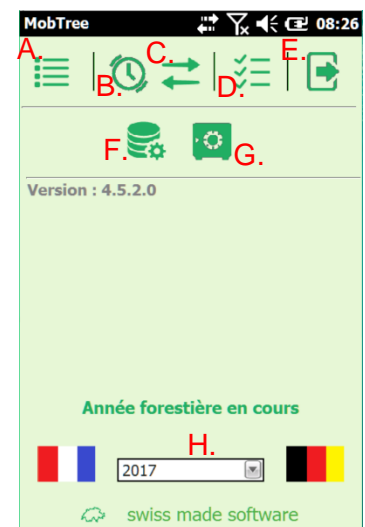 MobTree 08:26
A. B. C. D. E.
F. G.
Version : 4.5.2.0
Année forestière en cours
H.
2017
swiss made software